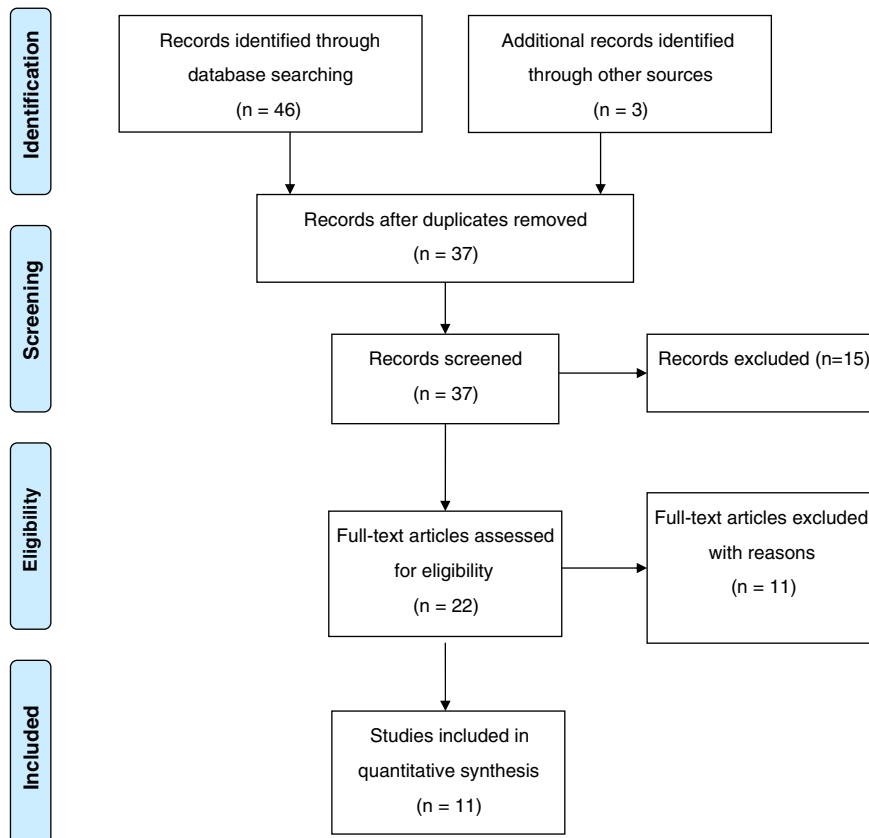 Identification
Records identified through
database searching
(n = 46)
Additional records identified
through other sources
(n = 3)
Records after duplicates removed
(n = 37)
Screening
Records screened
(n = 37)
Records excluded (n=15)
Eligibility
Full-text articles assessed
for eligibility
(n = 22)
Full-text articles excluded
with reasons
(n = 11)
Included
Studies included in
quantitative synthesis
(n = 11)